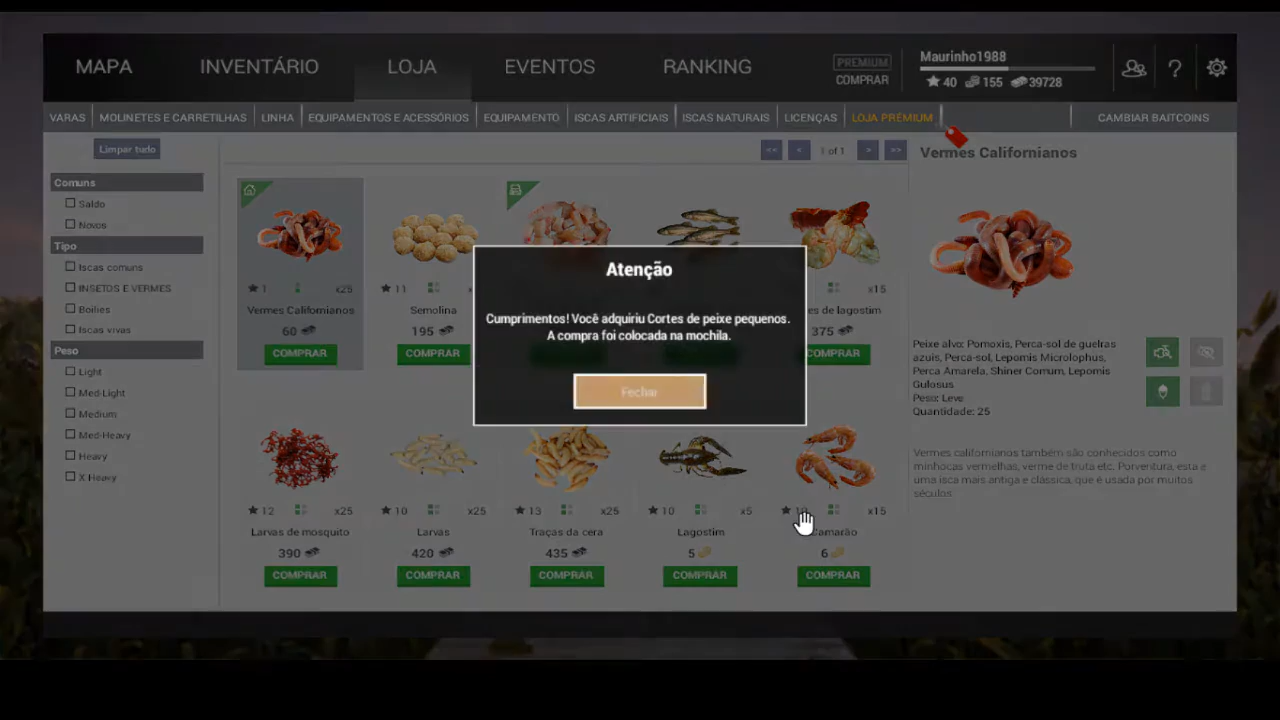 MAPA
INVENTÁRIO
LOJA
EVENTOS
RANKING
PREMIUM
COMPRAR
Maurinho1988
40 155 39728
VARAS
MOLINETES E CARRETILHAS
LINHA
EQUIPAMENTOS E ACESSÓRIOS
EQUIPAMENTO
ISCAS ARTIFICIAIS
ISCAS NATURAIS
LICENÇAS
LOJA PREMIUM
CAMBIAR BAITCOINS
Limpar tudo
<< < 1 of 1 > >>
Vermes Californianos
Comuns
Saldo
Novos
Tipo
Iscas comuns
INSETOS E VERMES
Boilies
Iscas vivas
Peso
Light
Med-Light
Medium
Med-Heavy
Heavy
X Heavy
1 x25
Vermes Californianos
60
COMPRAR
11
Semolina
195
COMPRAR
x15
es de lagostim
375
COMPRAR
Atenção
Cumprimentos! Você adquiriu Cortes de peixe pequenos.
A compra foi colocada na mochila.
Fechar
12 x25
Larvas de mosquito
390
COMPRAR
10 x25
Larvas
420
COMPRAR
13 x25
Traças da cera
435
COMPRAR
10 x5
Lagostim
5
COMPRAR
x15
Camarão
6
COMPRAR
Peixe alvo: Pomoxis, Perca-sol de guelras
azuis, Perca-sol, Lepomis Microlophus,
Perca Amarela, Shiner Comum, Lepomis
Gulosus
Peso: Leve
Quantidade: 25
Vermes californianos também são conhecidos como
minhocas vermelhas, verme de truta etc. Porventura, esta e
uma isca mais antiga e clássica, que é usada por muitos
séculos.